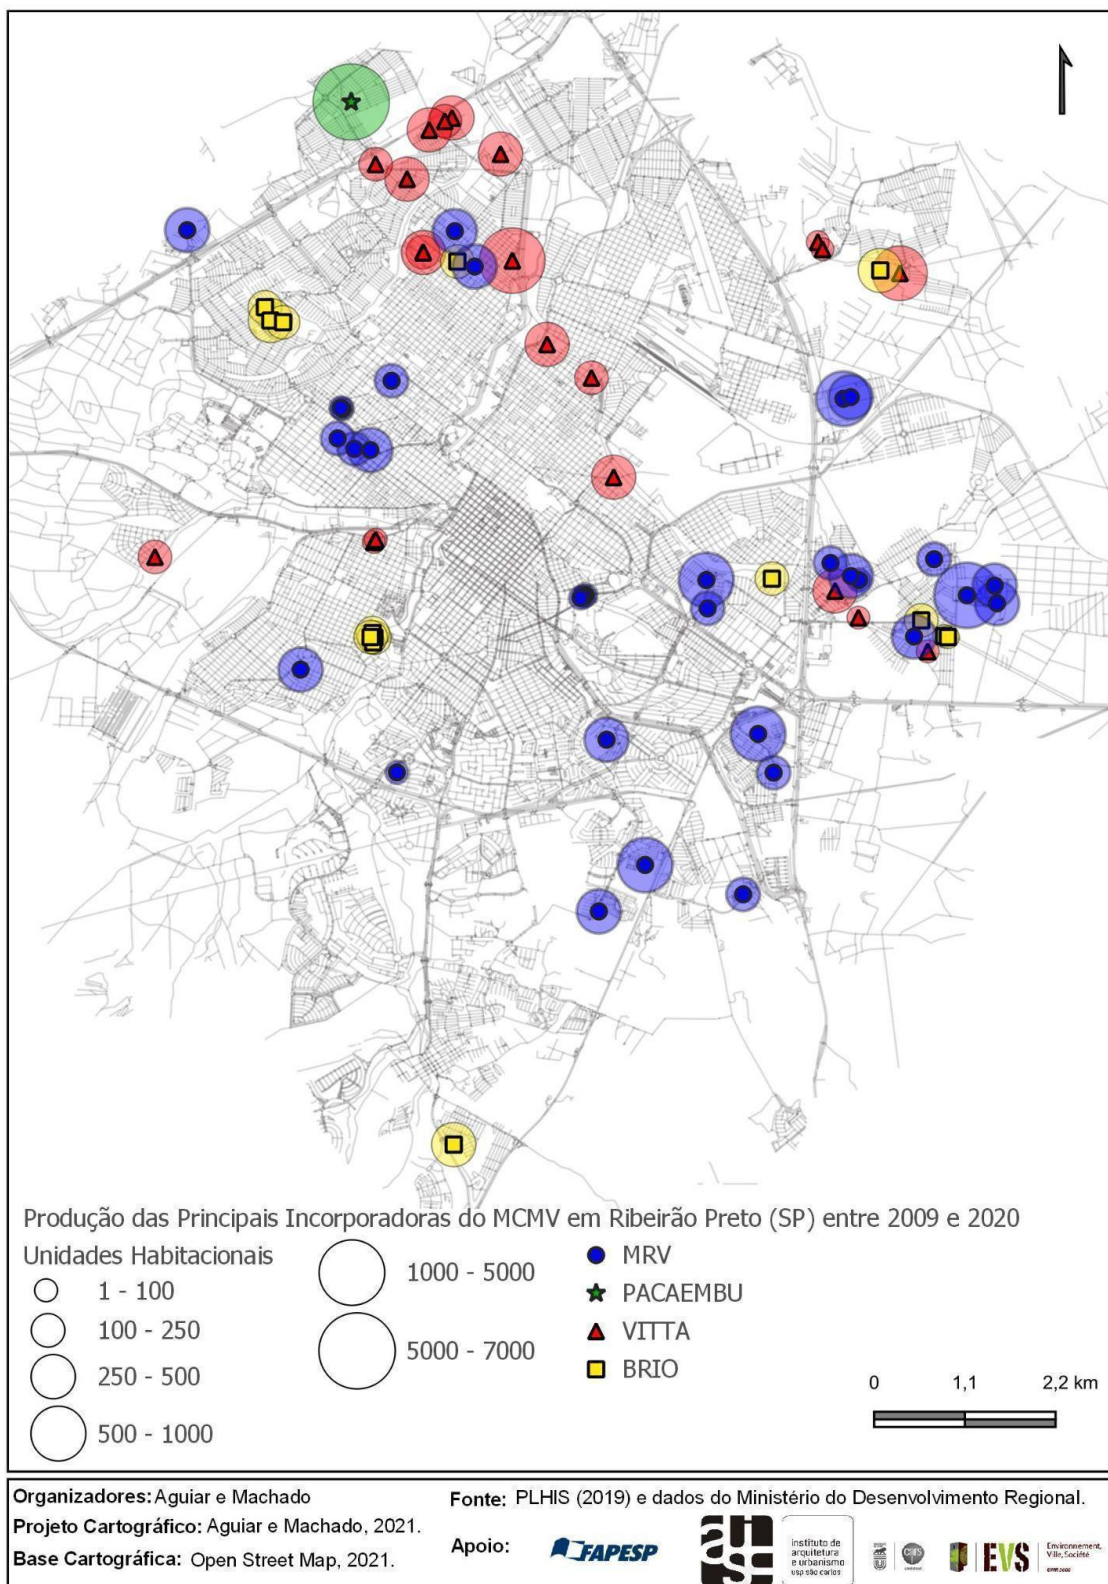 Produção das Principais Incorporadoras do MCMV em Ribeirão Preto (SP) entre 2009 e 2020
Unidades Habitacionais
1 - 100
100 - 250
250 - 500
500 - 1000
1000 - 5000
5000 - 7000
MRV
PACAEMBU
VITTA
BRIO
0 1,1 2,2 km
Organizadores: Aguiar e Machado
Projeto Cartográfico: Aguiar e Machado, 2021.
Base Cartográfica: Open Street Map, 2021.
Fonte: PLHIS (2019) e dados do Ministério do Desenvolvimento Regional.
Apoio:
FAPESP
instituto de
arquitetura
e urbanismo
usp são carlos
EVS
Environnement,
Ville, Société